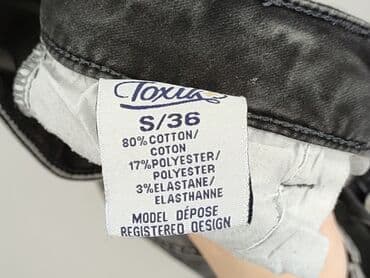 Toxik
S/36
80% COTTON/
COTON
17% POLYESTER/
POLYESTER
3% ELASTANE/
ELASTHANNE
MODEL DÉPOSE
REGISTERED DESIGN